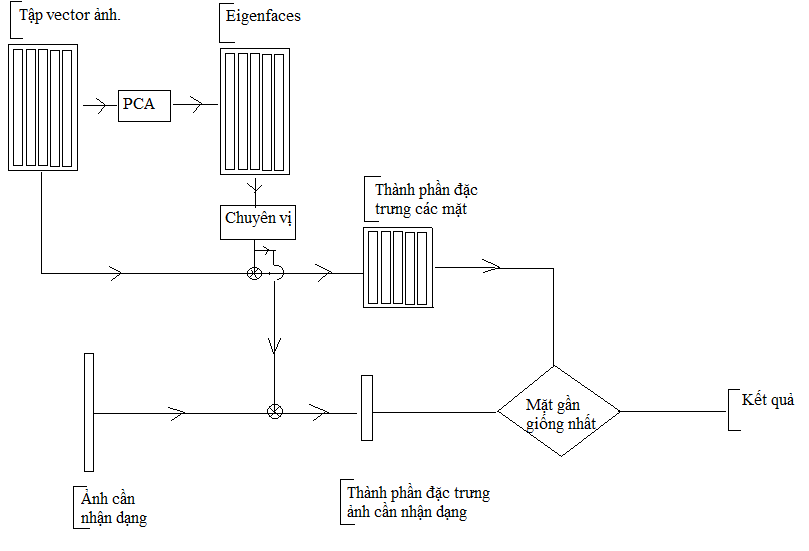 Tập vector ảnh.
Eigenfaces
PCA
Chuyên vị
Thành phần đặc
trưng các mặt
Mặt gần
giống nhất
Kết quả
Ảnh cần
nhận dạng
Thành phần đặc trưng
ảnh cần nhận dạng